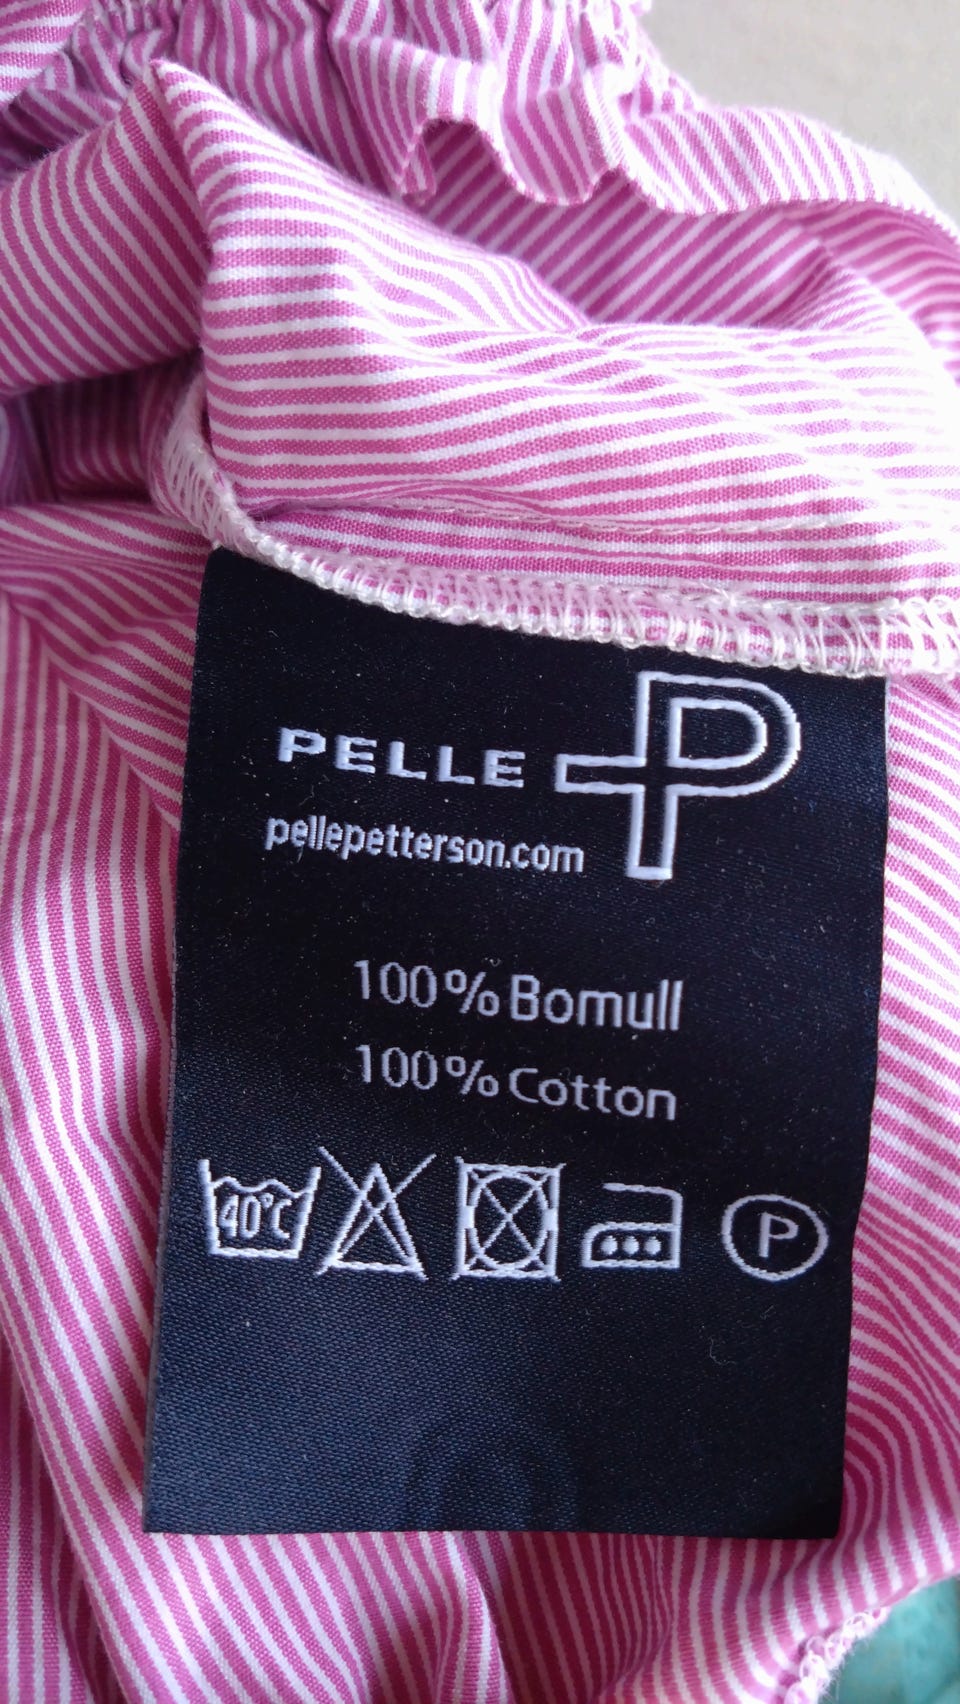 PELLE P
pellepetterson.com
100% Bomull
100% Cotton
40°C P